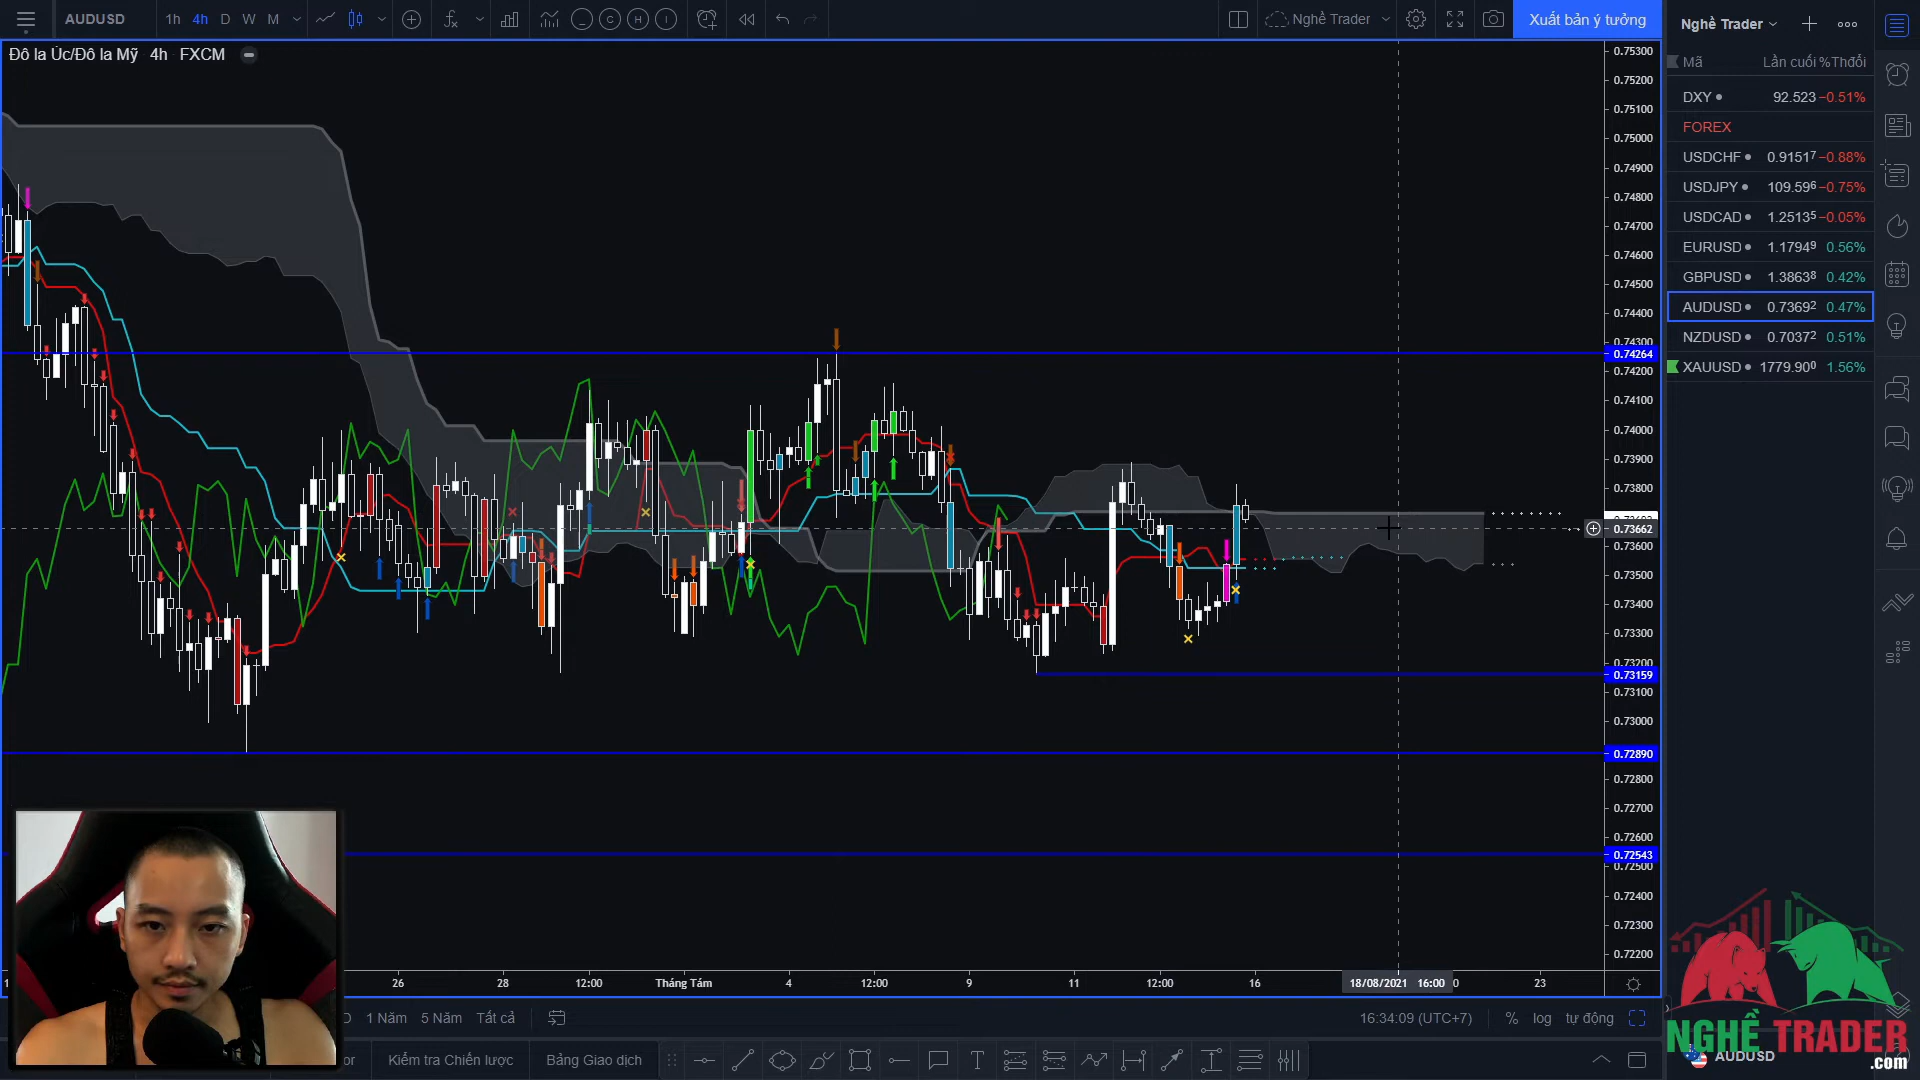 AUDUSD 1h 4h D W M C H I Nghề Trader Xuất bản ý tưởng
Đô la Úc/Đô la Mỹ 4h FXCM
Nghề Trader
Mã Lần cuối %Thđổi
DXY 92.523 −0.51%
FOREX
USDCHF 0.91517 −0.88%
USDJPY 109.596 −0.75%
USDCAD 1.25135 −0.05%
EURUSD 1.17949 0.56%
GBPUSD 1.38638 0.42%
AUDUSD 0.73692 0.47%
NZDUSD 0.70372 0.51%
XAUUSD 1779.900 1.56%
0.75300
0.75200
0.75100
0.75000
0.74900
0.74800
0.74700
0.74600
0.74500
0.74400
0.74300
0.74264
0.74200
0.74100
0.74000
0.73900
0.73800
0.73662
0.73600
0.73500
0.73400
0.73300
0.73200
0.73159
0.73100
0.73000
0.72890
0.72800
0.72700
0.72600
0.72543
0.72500
0.72400
0.72300
0.72200
26 28 12:00 Tháng Tám 4 12:00 9 11 12:00 16 18/08/2021 16:00 23
1 Năm 5 Năm Tất cả 16:34:09 (UTC+7) % log tự động
Kiểm tra Chiến lược Bảng Giao dịch
NGHỀ TRADER
.com
AUDUSD